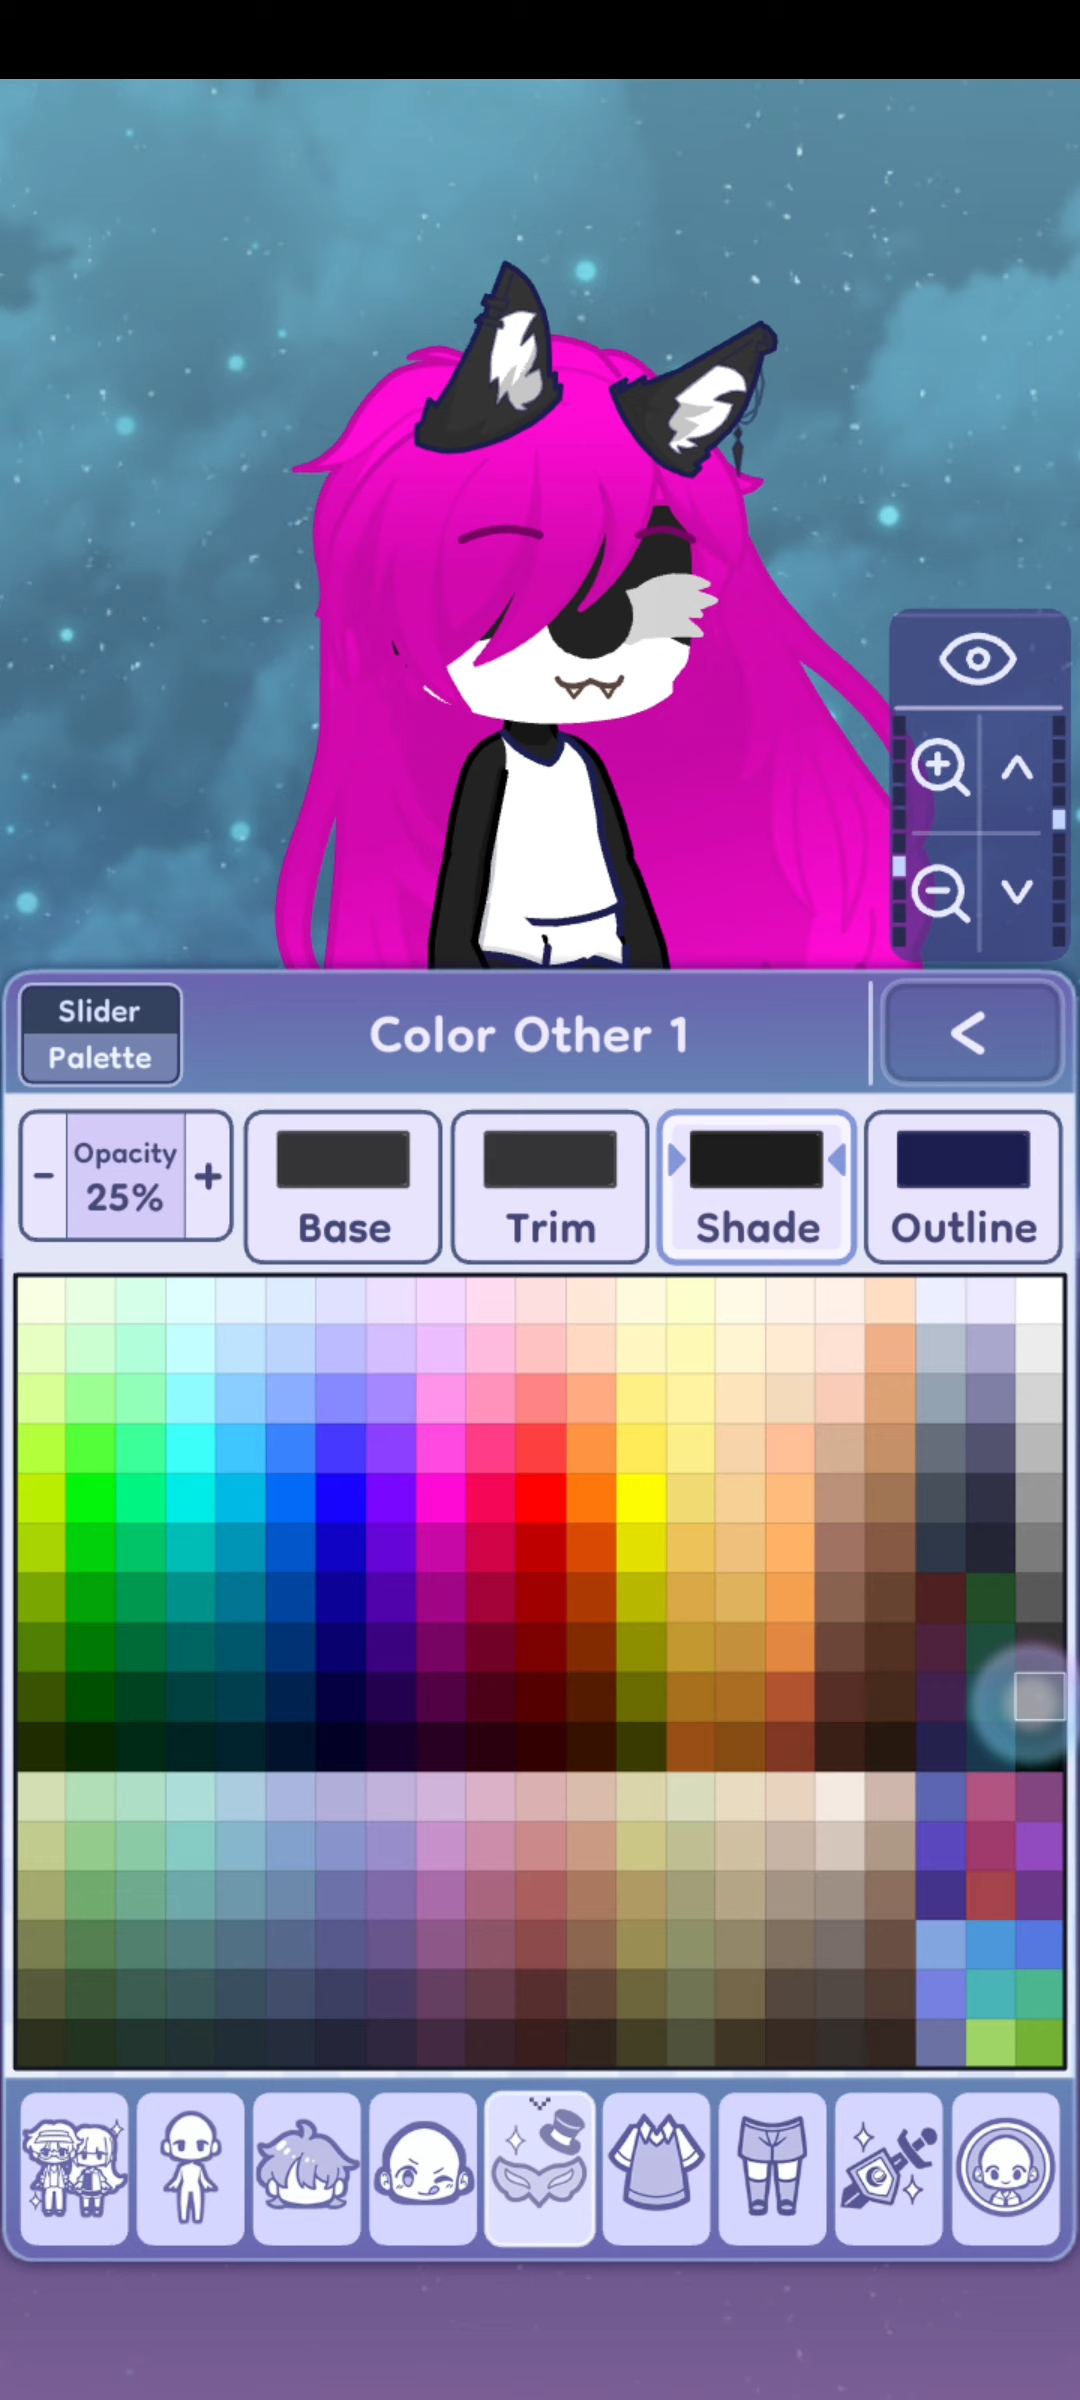 Slider
Palette
Color Other 1
<
- Opacity +
25%
Base
Trim
Shade
Outline